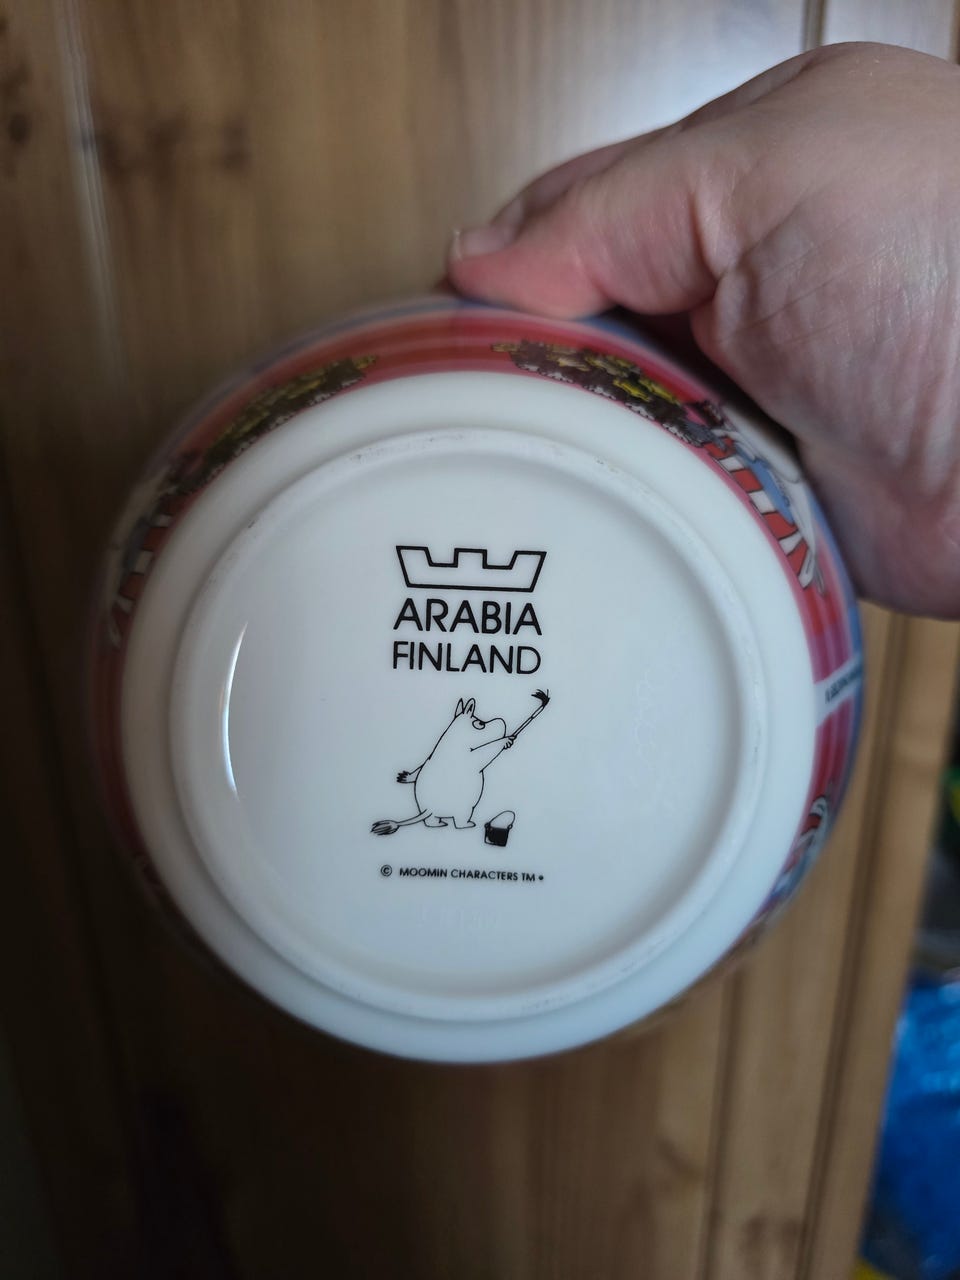 ARABIA
FINLAND
© MOOMIN CHARACTERS TM •